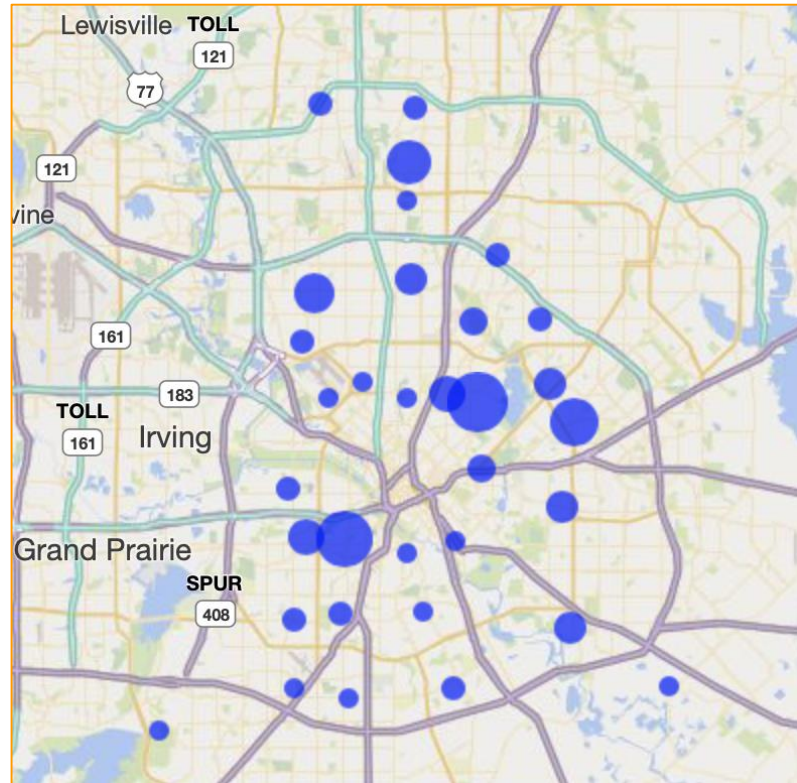 Lewisville
TOLL
121
77
121
vine
161
183
TOLL
161
Irving
Grand Prairie
SPUR
408